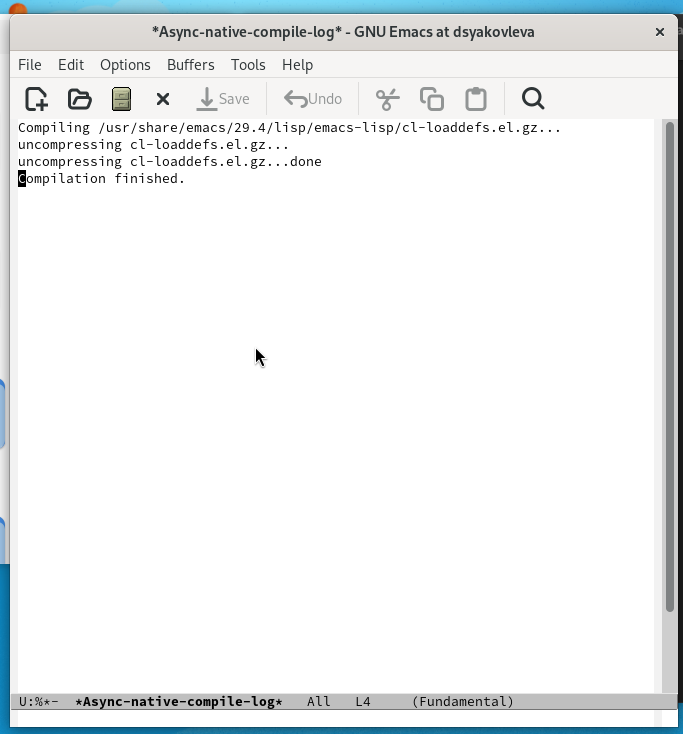 *Async-native-compile-log* - GNU Emacs at dsyakovleva
File Edit Options Buffers Tools Help
Save Undo
Compiling /usr/share/emacs/29.4/lisp/emacs-lisp/cl-loaddefs.el.gz...
uncompressing cl-loaddefs.el.gz...
uncompressing cl-loaddefs.el.gz...done
Compilation finished.
U:%*- *Async-native-compile-log* All L4 (Fundamental)